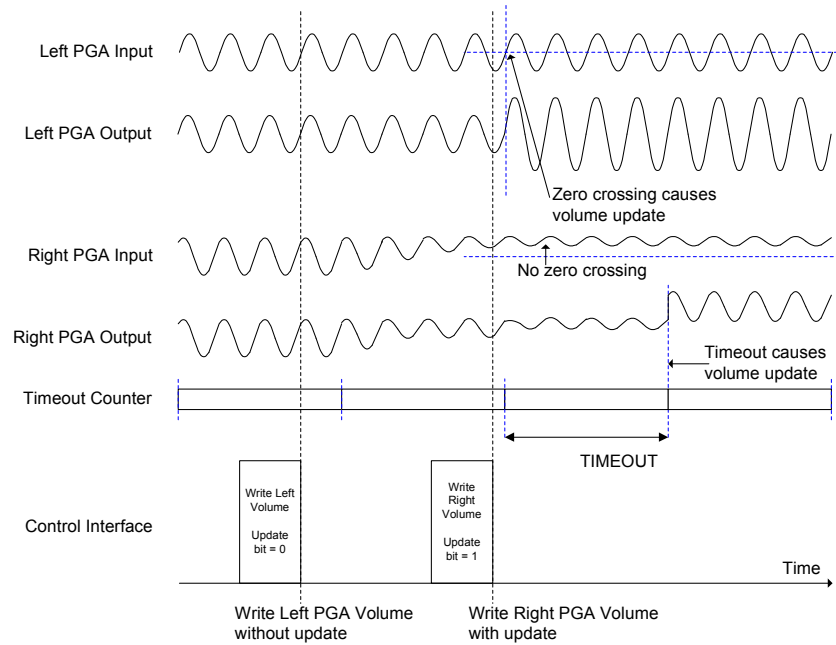 Left PGA Input
Left PGA Output
Zero crossing causes
volume update
Right PGA Input
No zero crossing
Right PGA Output
Timeout causes
volume update
Timeout Counter
TIMEOUT
Control Interface
Write Left
Volume
Update
bit = 0
Write
Right
Volume
Update
bit = 1
Time
Write Left PGA Volume
without update
Write Right PGA Volume
with update